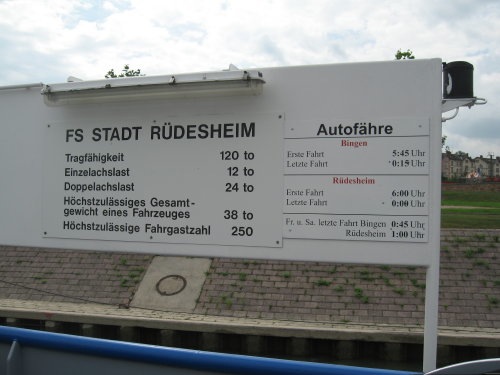 FS STADT RÜDESHEIM
Tragfähigkeit 120 to
Einzelachslast 12 to
Doppelachslast 24 to
Höchstzulässiges Gesamt-
gewicht eines Fahrzeuges 38 to
Höchstzulässige Fahrgastzahl 250
Autofähre
Bingen
Erste Fahrt 5:45 Uhr
Letzte Fahrt 0:15 Uhr
Rüdesheim
Erste Fahrt 6:00 Uhr
Letzte Fahrt 0:00 Uhr
Fr. u. Sa. letzte Fahrt Bingen 0:45 Uhr
Rüdesheim 1:00 Uhr